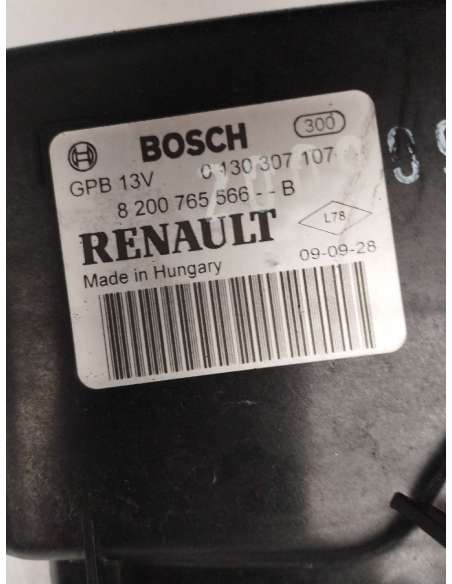 BOSCH 300
GPB 13V 0 130 307 107
8 200 765 566 - - B
RENAULT L78
Made in Hungary 09-09-28